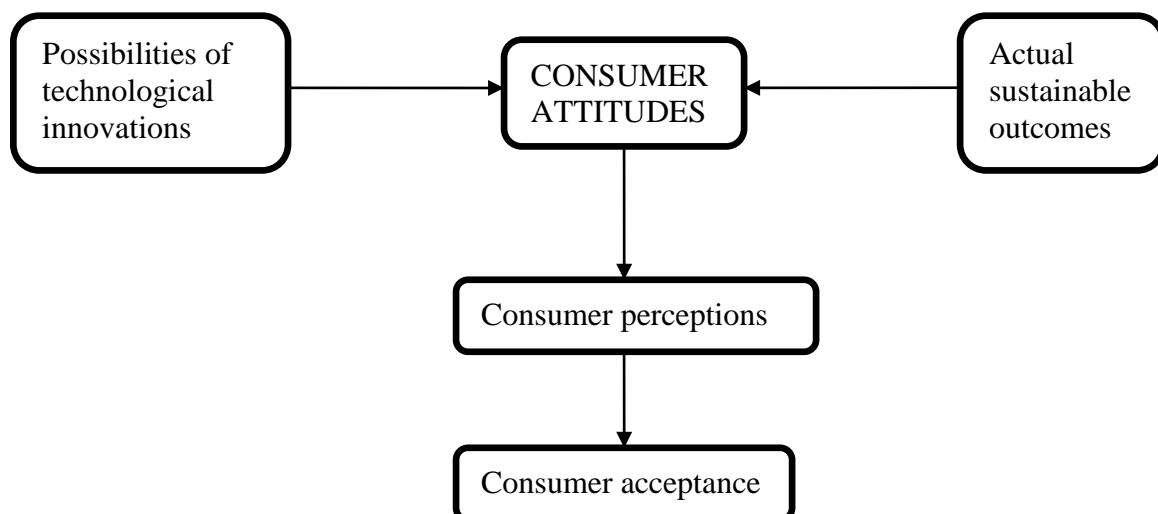 Possibilities of
technological
innovations
CONSUMER
ATTITUDES
Actual
sustainable
outcomes
Consumer perceptions
Consumer acceptance